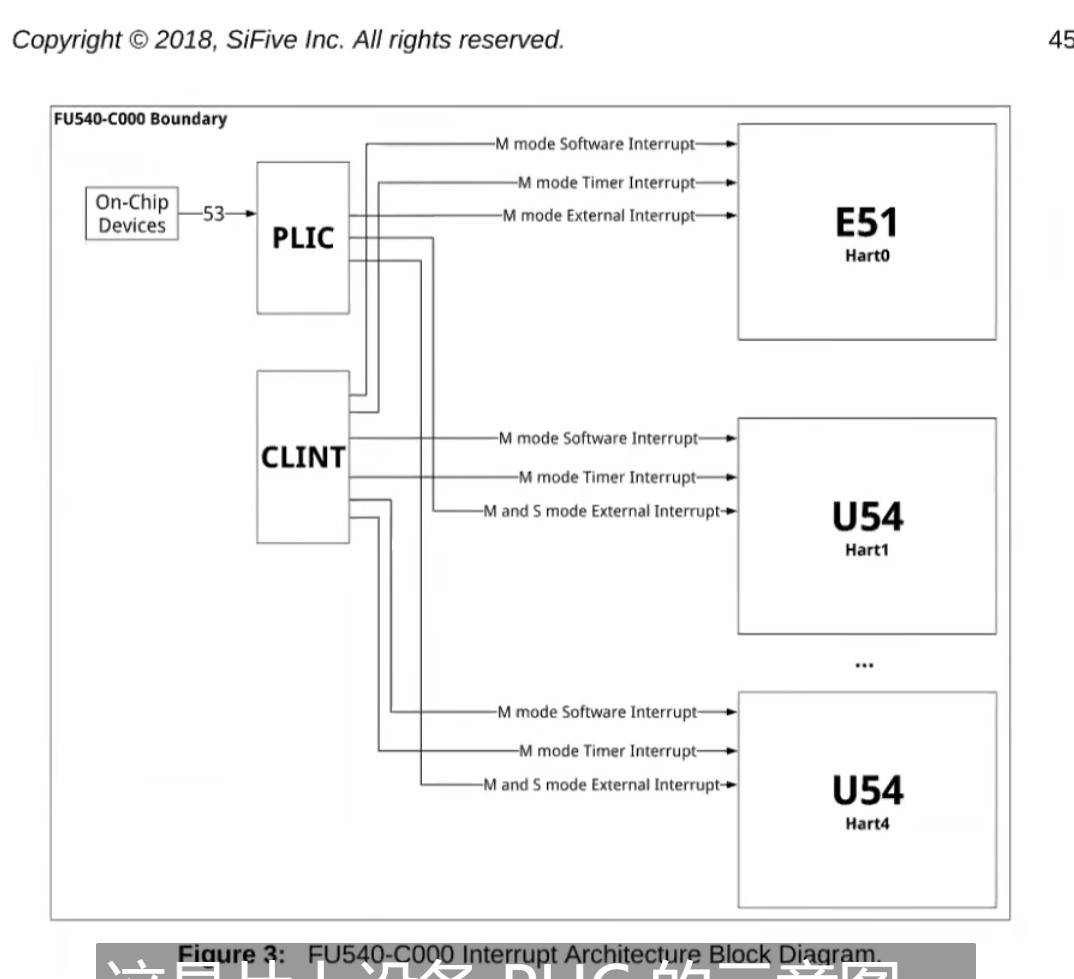 Copyright © 2018, SiFive Inc. All rights reserved. 45
FU540-C000 Boundary
On-Chip
Devices
53
PLIC
M mode Software Interrupt
M mode Timer Interrupt
M mode External Interrupt
E51
Hart0
CLINT
M mode Software Interrupt
M mode Timer Interrupt
M and S mode External Interrupt
U54
Hart1
...
M mode Software Interrupt
M mode Timer Interrupt
M and S mode External Interrupt
U54
Hart4
Figure 3: FU540-C000 Interrupt Architecture Block Diagram.
这是片上设备 PLIC 的示意图